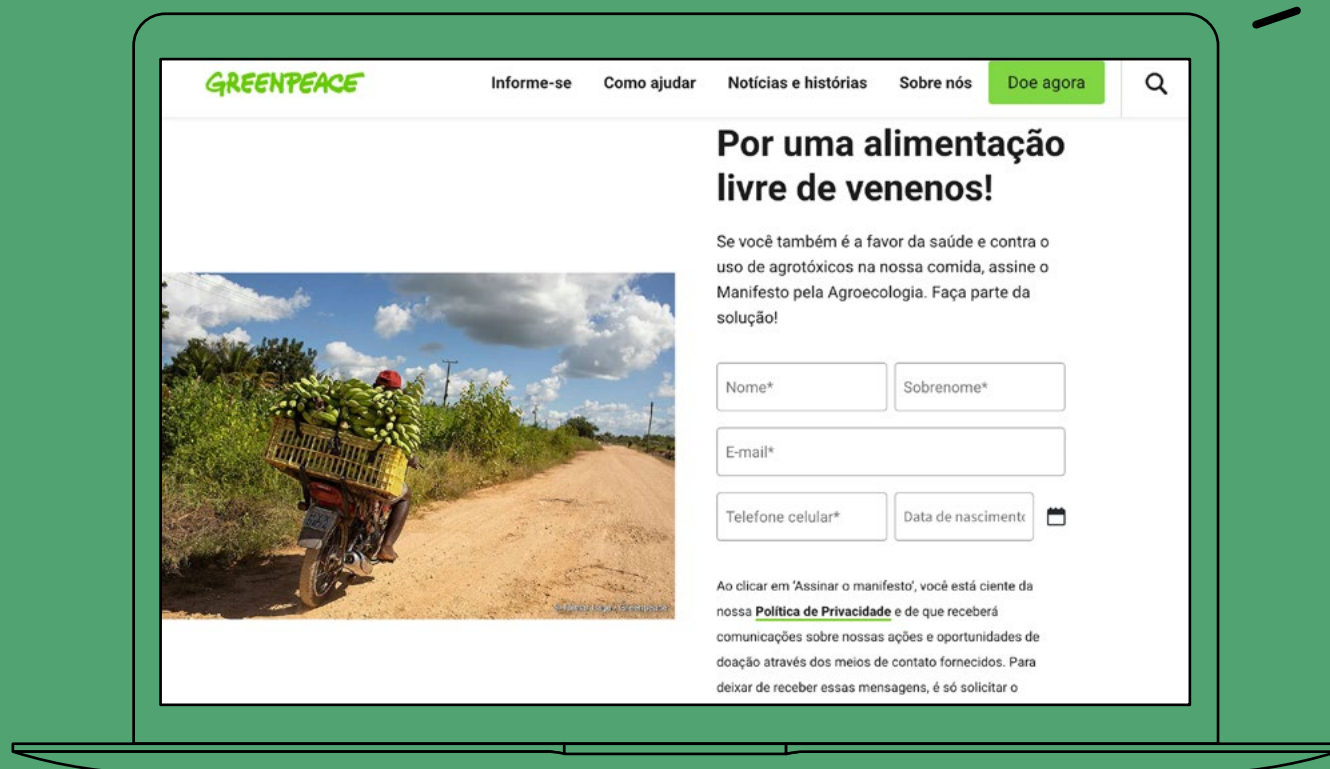 GREENPEACE
Informe-se Como ajudar Notícias e histórias Sobre nós Doe agora
Por uma alimentação
livre de venenos!
Se você também é a favor da saúde e contra o
uso de agrotóxicos na nossa comida, assine o
Manifesto pela Agroecologia. Faça parte da
solução!
Nome* Sobrenome*
E-mail*
Telefone celular* Data de nasciment
Ao clicar em 'Assinar o manifesto', você está ciente da
nossa Política de Privacidade e de que receberá
comunicações sobre nossas ações e oportunidades de
doação através dos meios de contato fornecidos. Para
deixar de receber essas mensagens, é só solicitar o